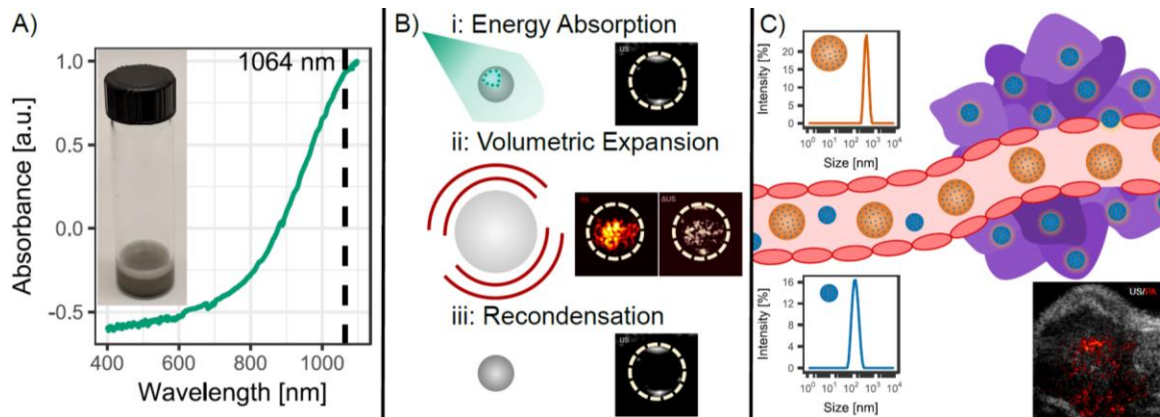 A)
1064 nm
1.0
0.5
0.0
-0.5
Absorbance [a.u.]
400 600 800 1000
Wavelength [nm]
B)
i: Energy Absorption
US
ii: Volumetric Expansion
PA
ΔUS
iii: Recondensation
US
C)
Intensity [%]
20
15
10
5
0
10⁰ 10¹ 10² 10³ 10⁴
Size [nm]
Intensity [%]
16
12
8
4
0
10⁰ 10¹ 10² 10³ 10⁴
Size [nm]
US/PA